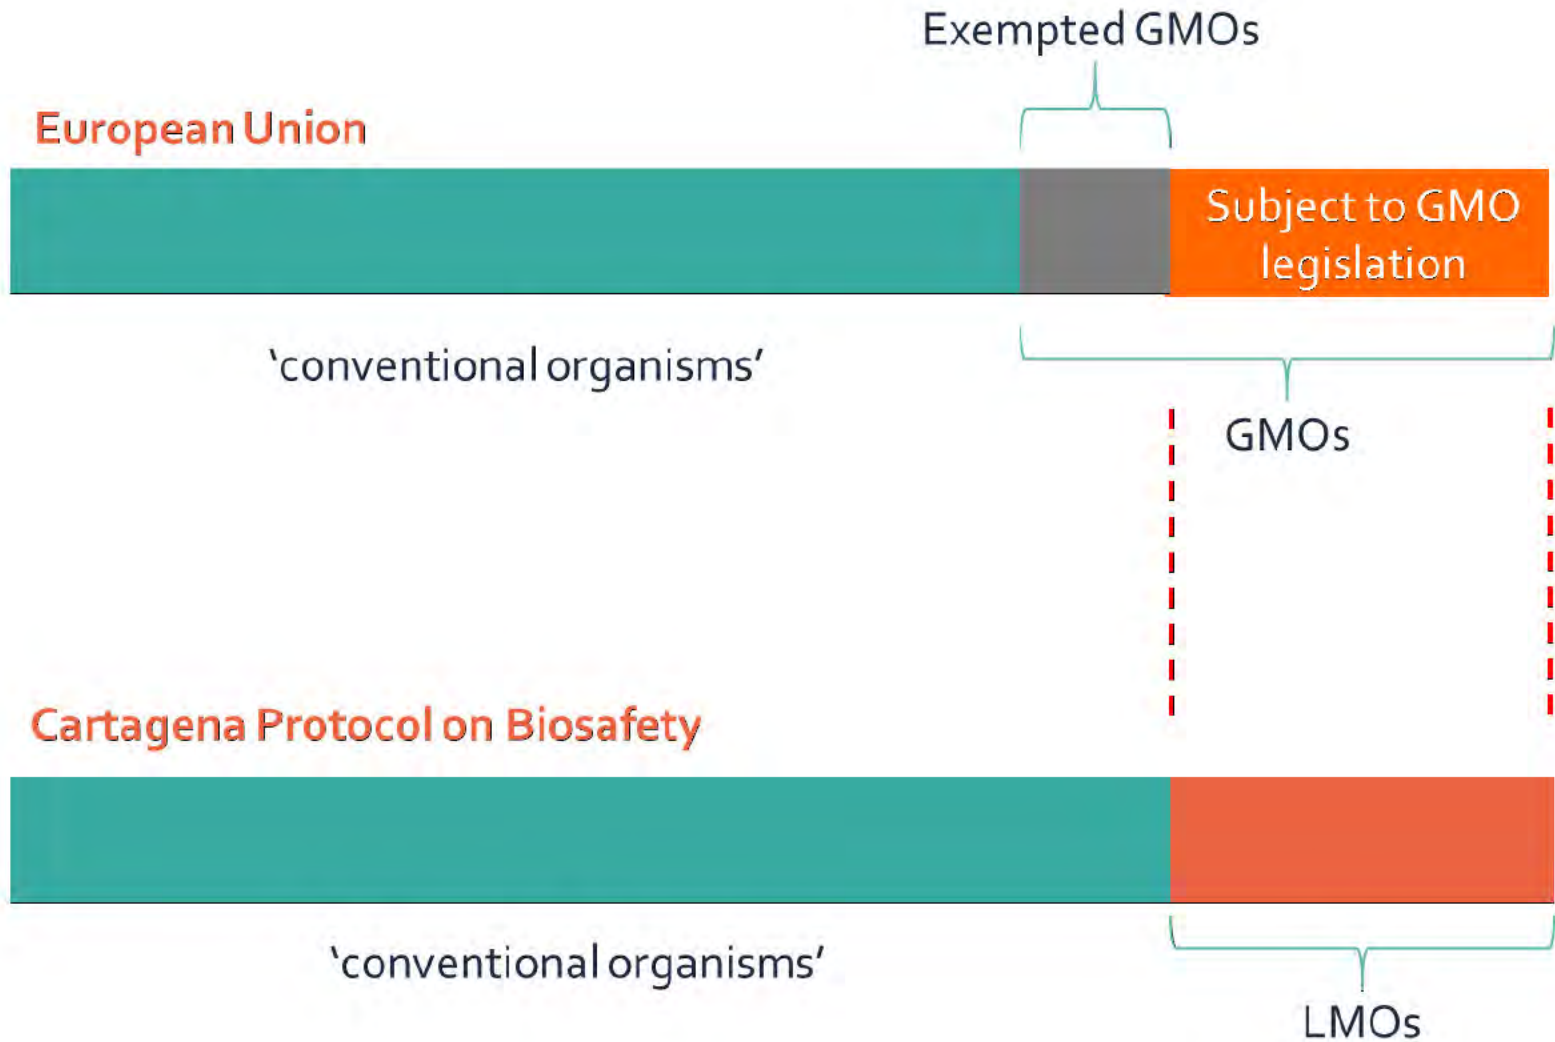 Exempted GMOs
European Union
Subject to GMO
legislation
‘conventional organisms’
GMOs
Cartagena Protocol on Biosafety
‘conventional organisms’
LMOs